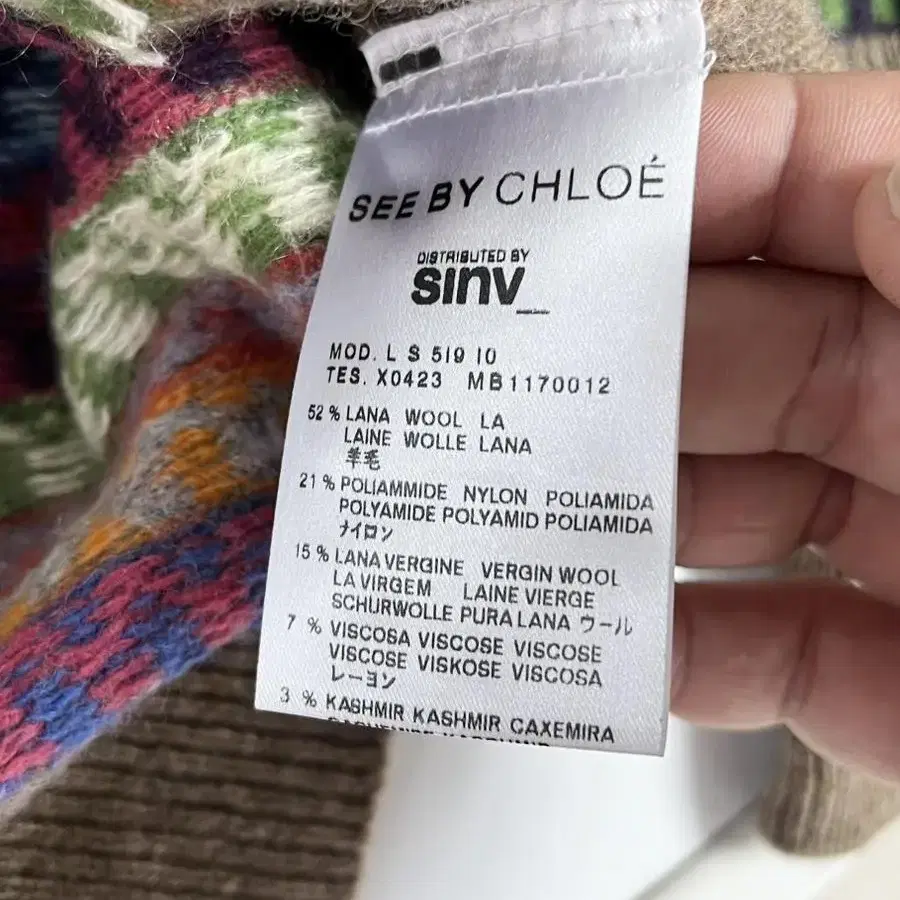 SEE BY CHLOÉ
DISTRIBUTED BY
sinv_
MOD. L S 519 10
TES. X0423 MB1170012
52 % LANA WOOL LA
LAINE WOLLE LANA
羊毛
21 % POLIAMMIDE NYLON POLIAMIDA
POLYAMIDE POLYAMID POLIAMIDA
ナイロン
15 % LANA VERGINE VERGIN WOOL
LA VIRGEM LAINE VIERGE
SCHURWOLLE PURA LANA ウール
7 % VISCOSA VISCOSE VISCOSE
VISCOSE VISKOSE VISCOSA
レーヨン
3 % KASHMIR KASHMIR CAXEMIRA